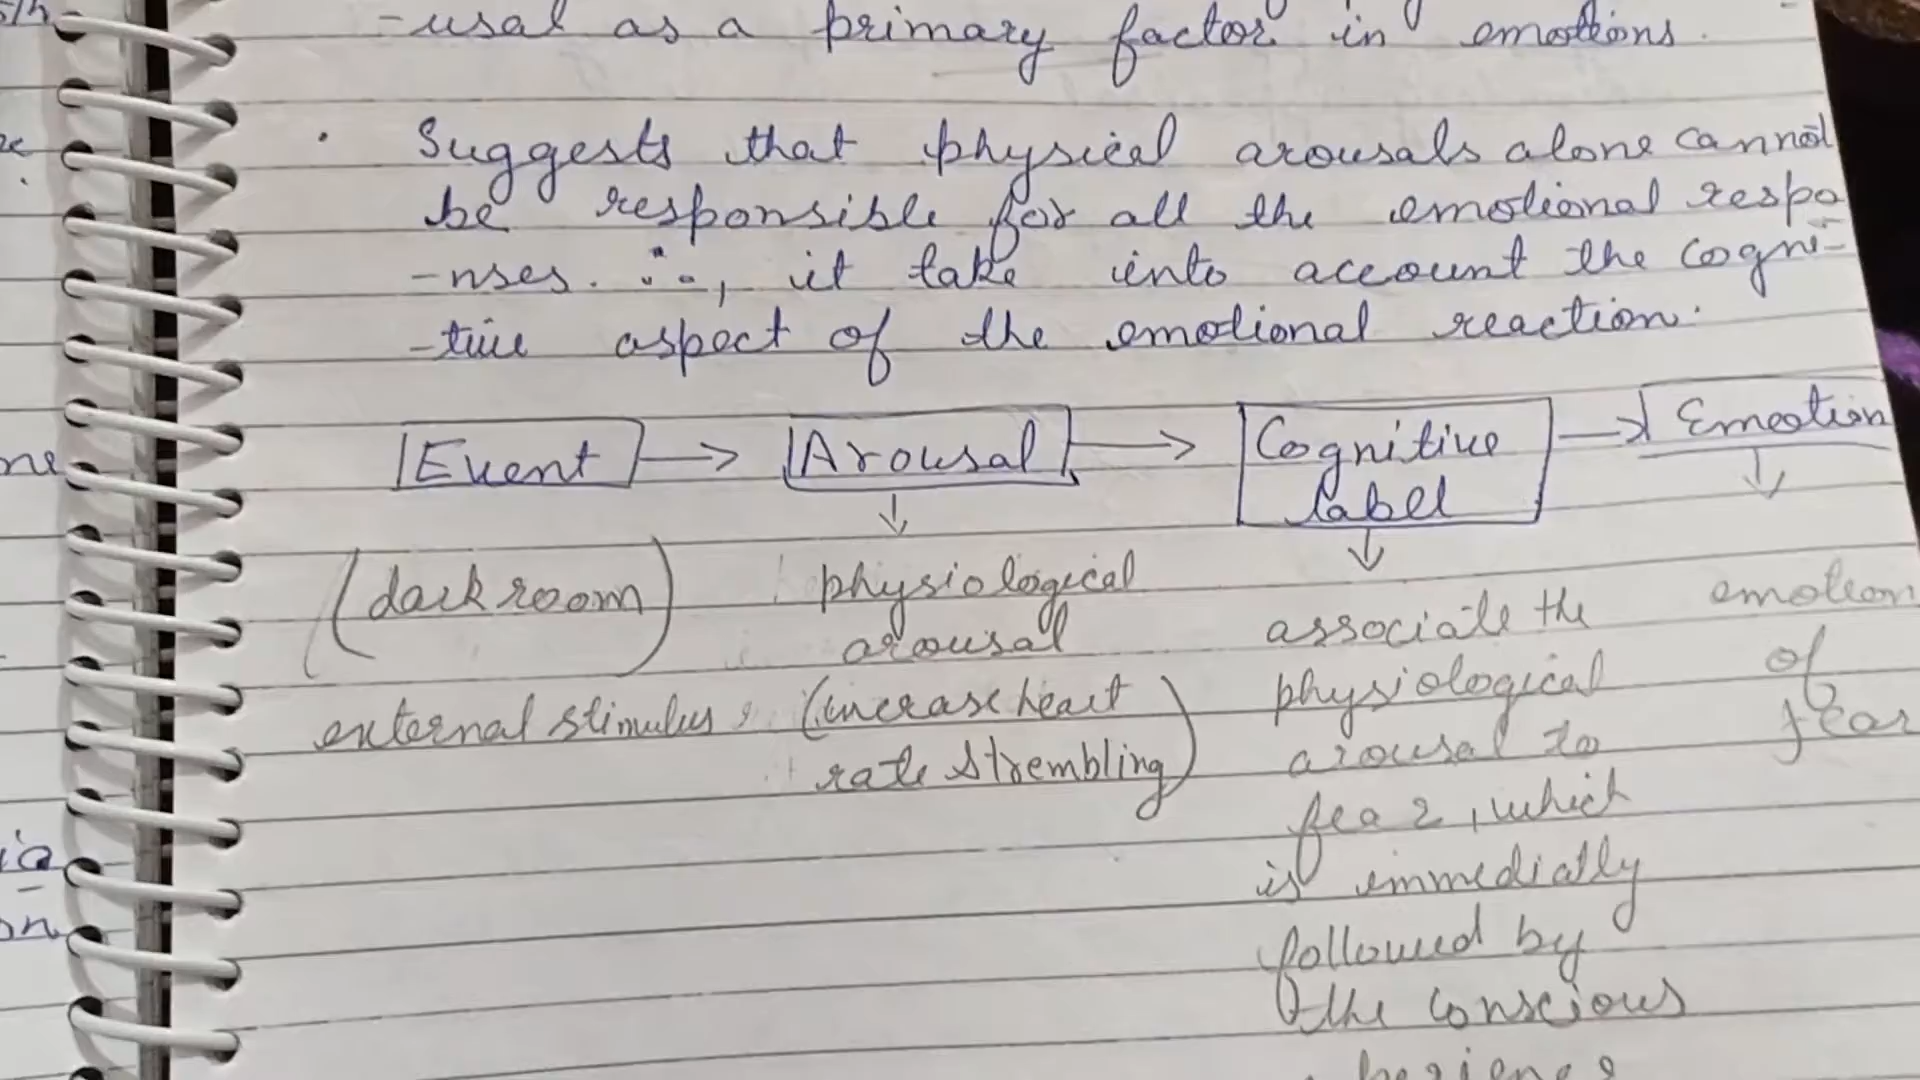 -usal as a primary factor in emotions.
· Suggests that physical arousals alone cannot
be responsible for all the emotional respo
-nses. ∴, it take into account the cogni-
-tive aspect of the emotional reaction.
Event → Arousal → Cognitive label → Emotion
(dark room)
external stimulus
physiological
arousal
(increase heart
rate & trembling)
associate the
physiological
arousal to
fear, which
is immedially
followed by
the conscious
emotion
of
fear